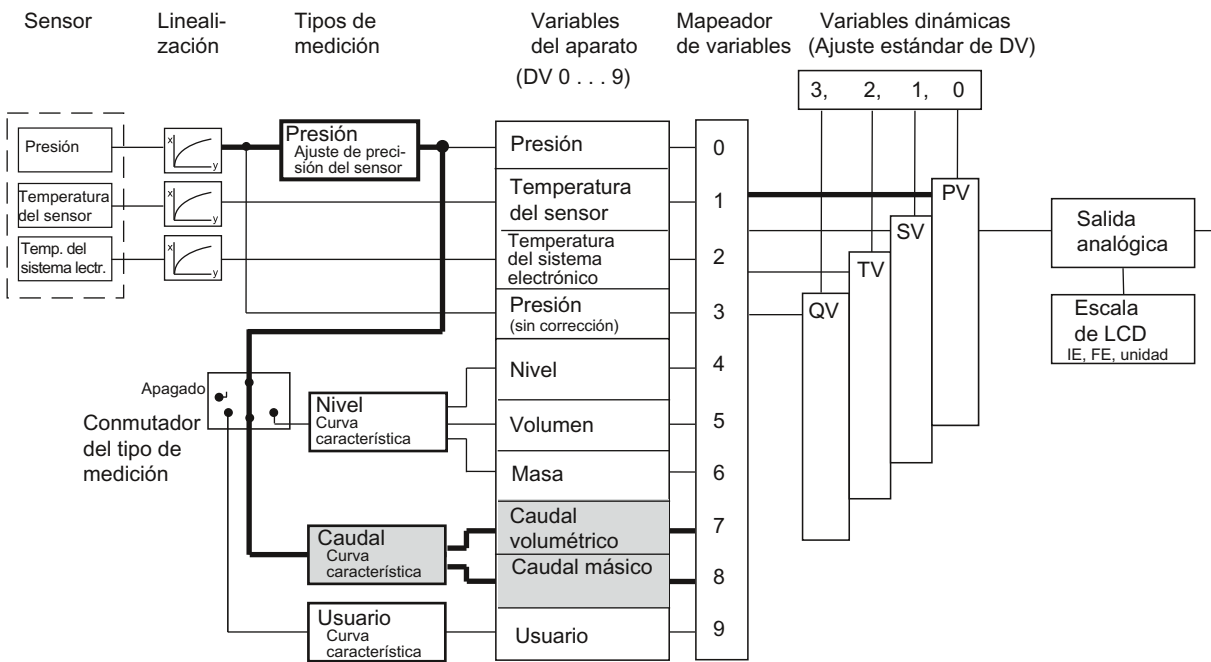 Sensor
Lineali-
zación
Tipos de
medición
Variables
del aparato
(DV 0 . . . 9)
Mapeador
de variables
Variables dinámicas
(Ajuste estándar de DV)
3, 2, 1, 0
Presión
x
y
Presión
Ajuste de preci-
sión del sensor
Presión
0
Temperatura
del sensor
x
y
Temperatura
del sensor
1
Temp. del
sistema lectr.
x
y
Temperatura
del sistema
electrónico
2
Presión
(sin corrección)
3
PV
SV
TV
QV
Salida
analógica
Escala
de LCD
IE, FE, unidad
Apagado
Conmutador
del tipo de
medición
Nivel
Curva
característica
Nivel
4
Volumen
5
Masa
6
Caudal
Curva
característica
Caudal
volumétrico
7
Caudal másico
8
Usuario
Curva
característica
Usuario
9